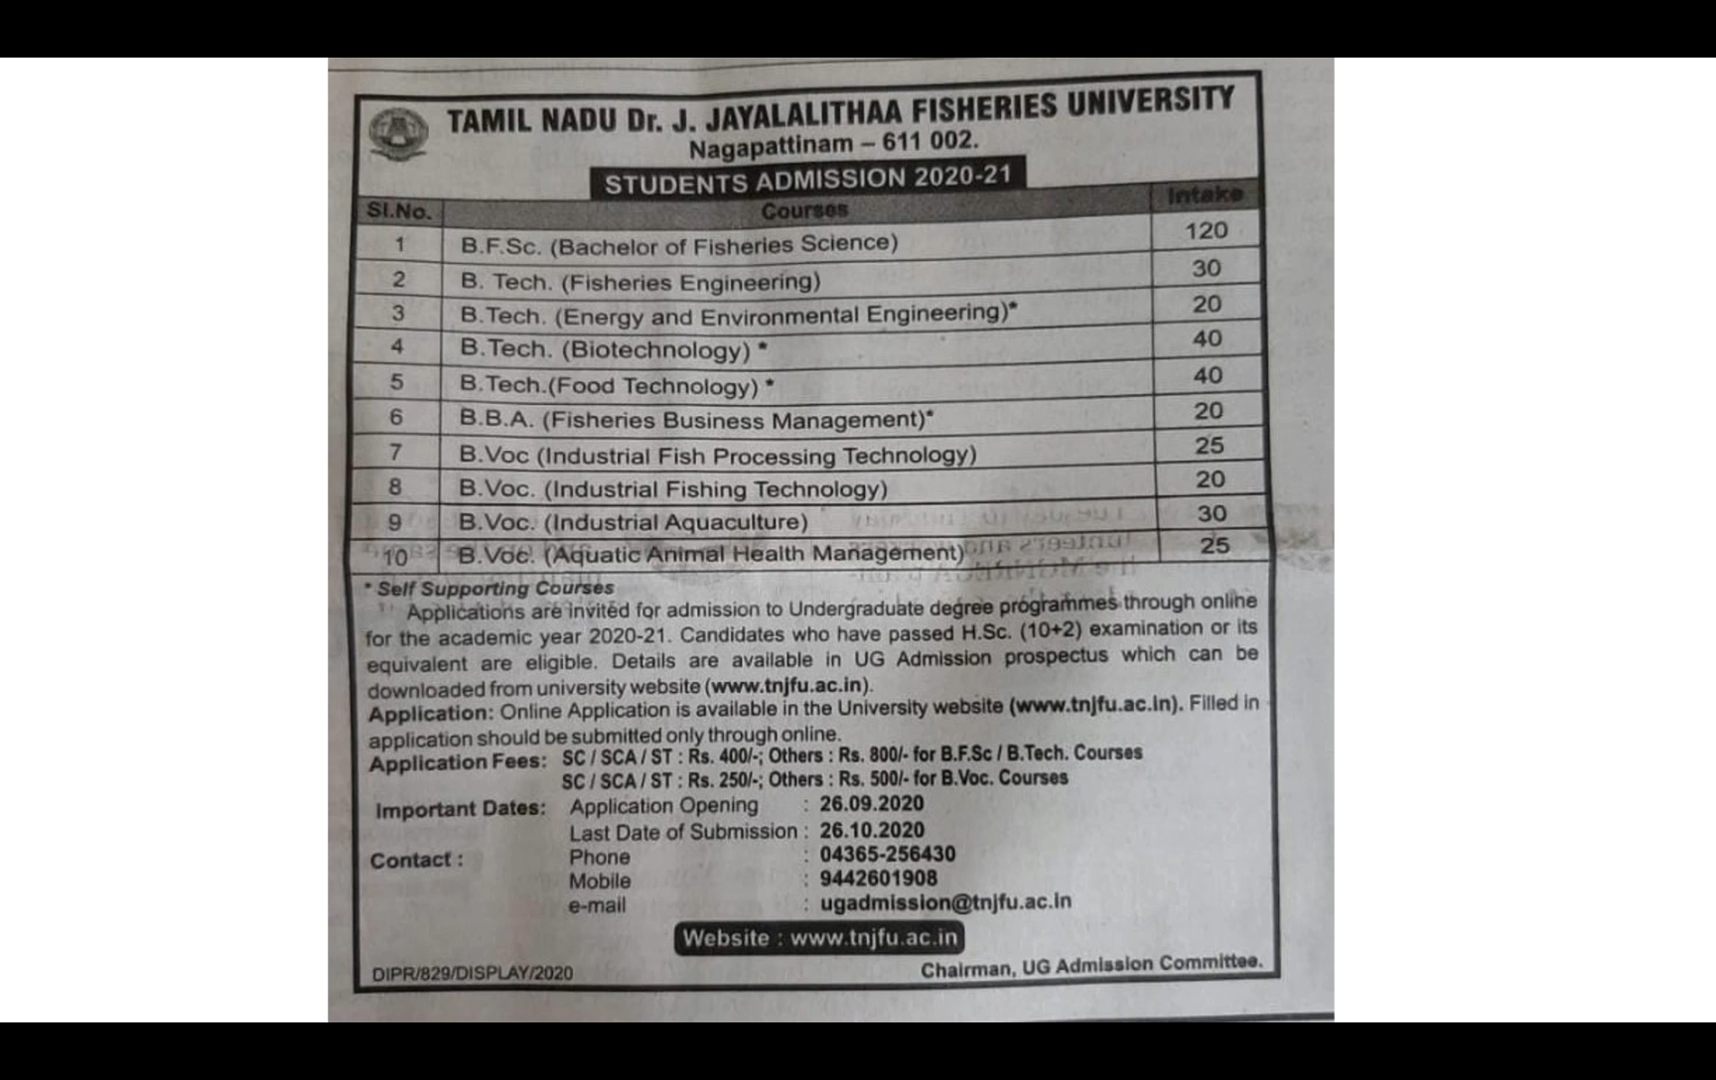 TAMIL NADU Dr. J. JAYALALITHAA FISHERIES UNIVERSITY
Nagapattinam – 611 002.
STUDENTS ADMISSION 2020-21
Sl.No. Courses Intake
1 B.F.Sc. (Bachelor of Fisheries Science) 120
2 B. Tech. (Fisheries Engineering) 30
3 B.Tech. (Energy and Environmental Engineering)* 20
4 B.Tech. (Biotechnology) * 40
5 B.Tech.(Food Technology) * 40
6 B.B.A. (Fisheries Business Management)* 20
7 B.Voc (Industrial Fish Processing Technology) 25
8 B.Voc. (Industrial Fishing Technology) 20
9 B.Voc. (Industrial Aquaculture) 30
10 B.Voc. (Aquatic Animal Health Management) 25
* Self Supporting Courses
Applications are invited for admission to Undergraduate degree programmes through online
for the academic year 2020-21. Candidates who have passed H.Sc. (10+2) examination or its
equivalent are eligible. Details are available in UG Admission prospectus which can be
downloaded from university website (www.tnjfu.ac.in).
Application: Online Application is available in the University website (www.tnjfu.ac.in). Filled in
application should be submitted only through online.
Application Fees: SC / SCA / ST : Rs. 400/-; Others : Rs. 800/- for B.F.Sc / B.Tech. Courses
SC / SCA / ST : Rs. 250/-; Others : Rs. 500/- for B.Voc. Courses
Important Dates: Application Opening : 26.09.2020
Last Date of Submission : 26.10.2020
Contact : Phone : 04365-256430
Mobile : 9442601908
e-mail : ugadmission@tnjfu.ac.in
Website : www.tnjfu.ac.in
DIPR/829/DISPLAY/2020 Chairman, UG Admission Committee.